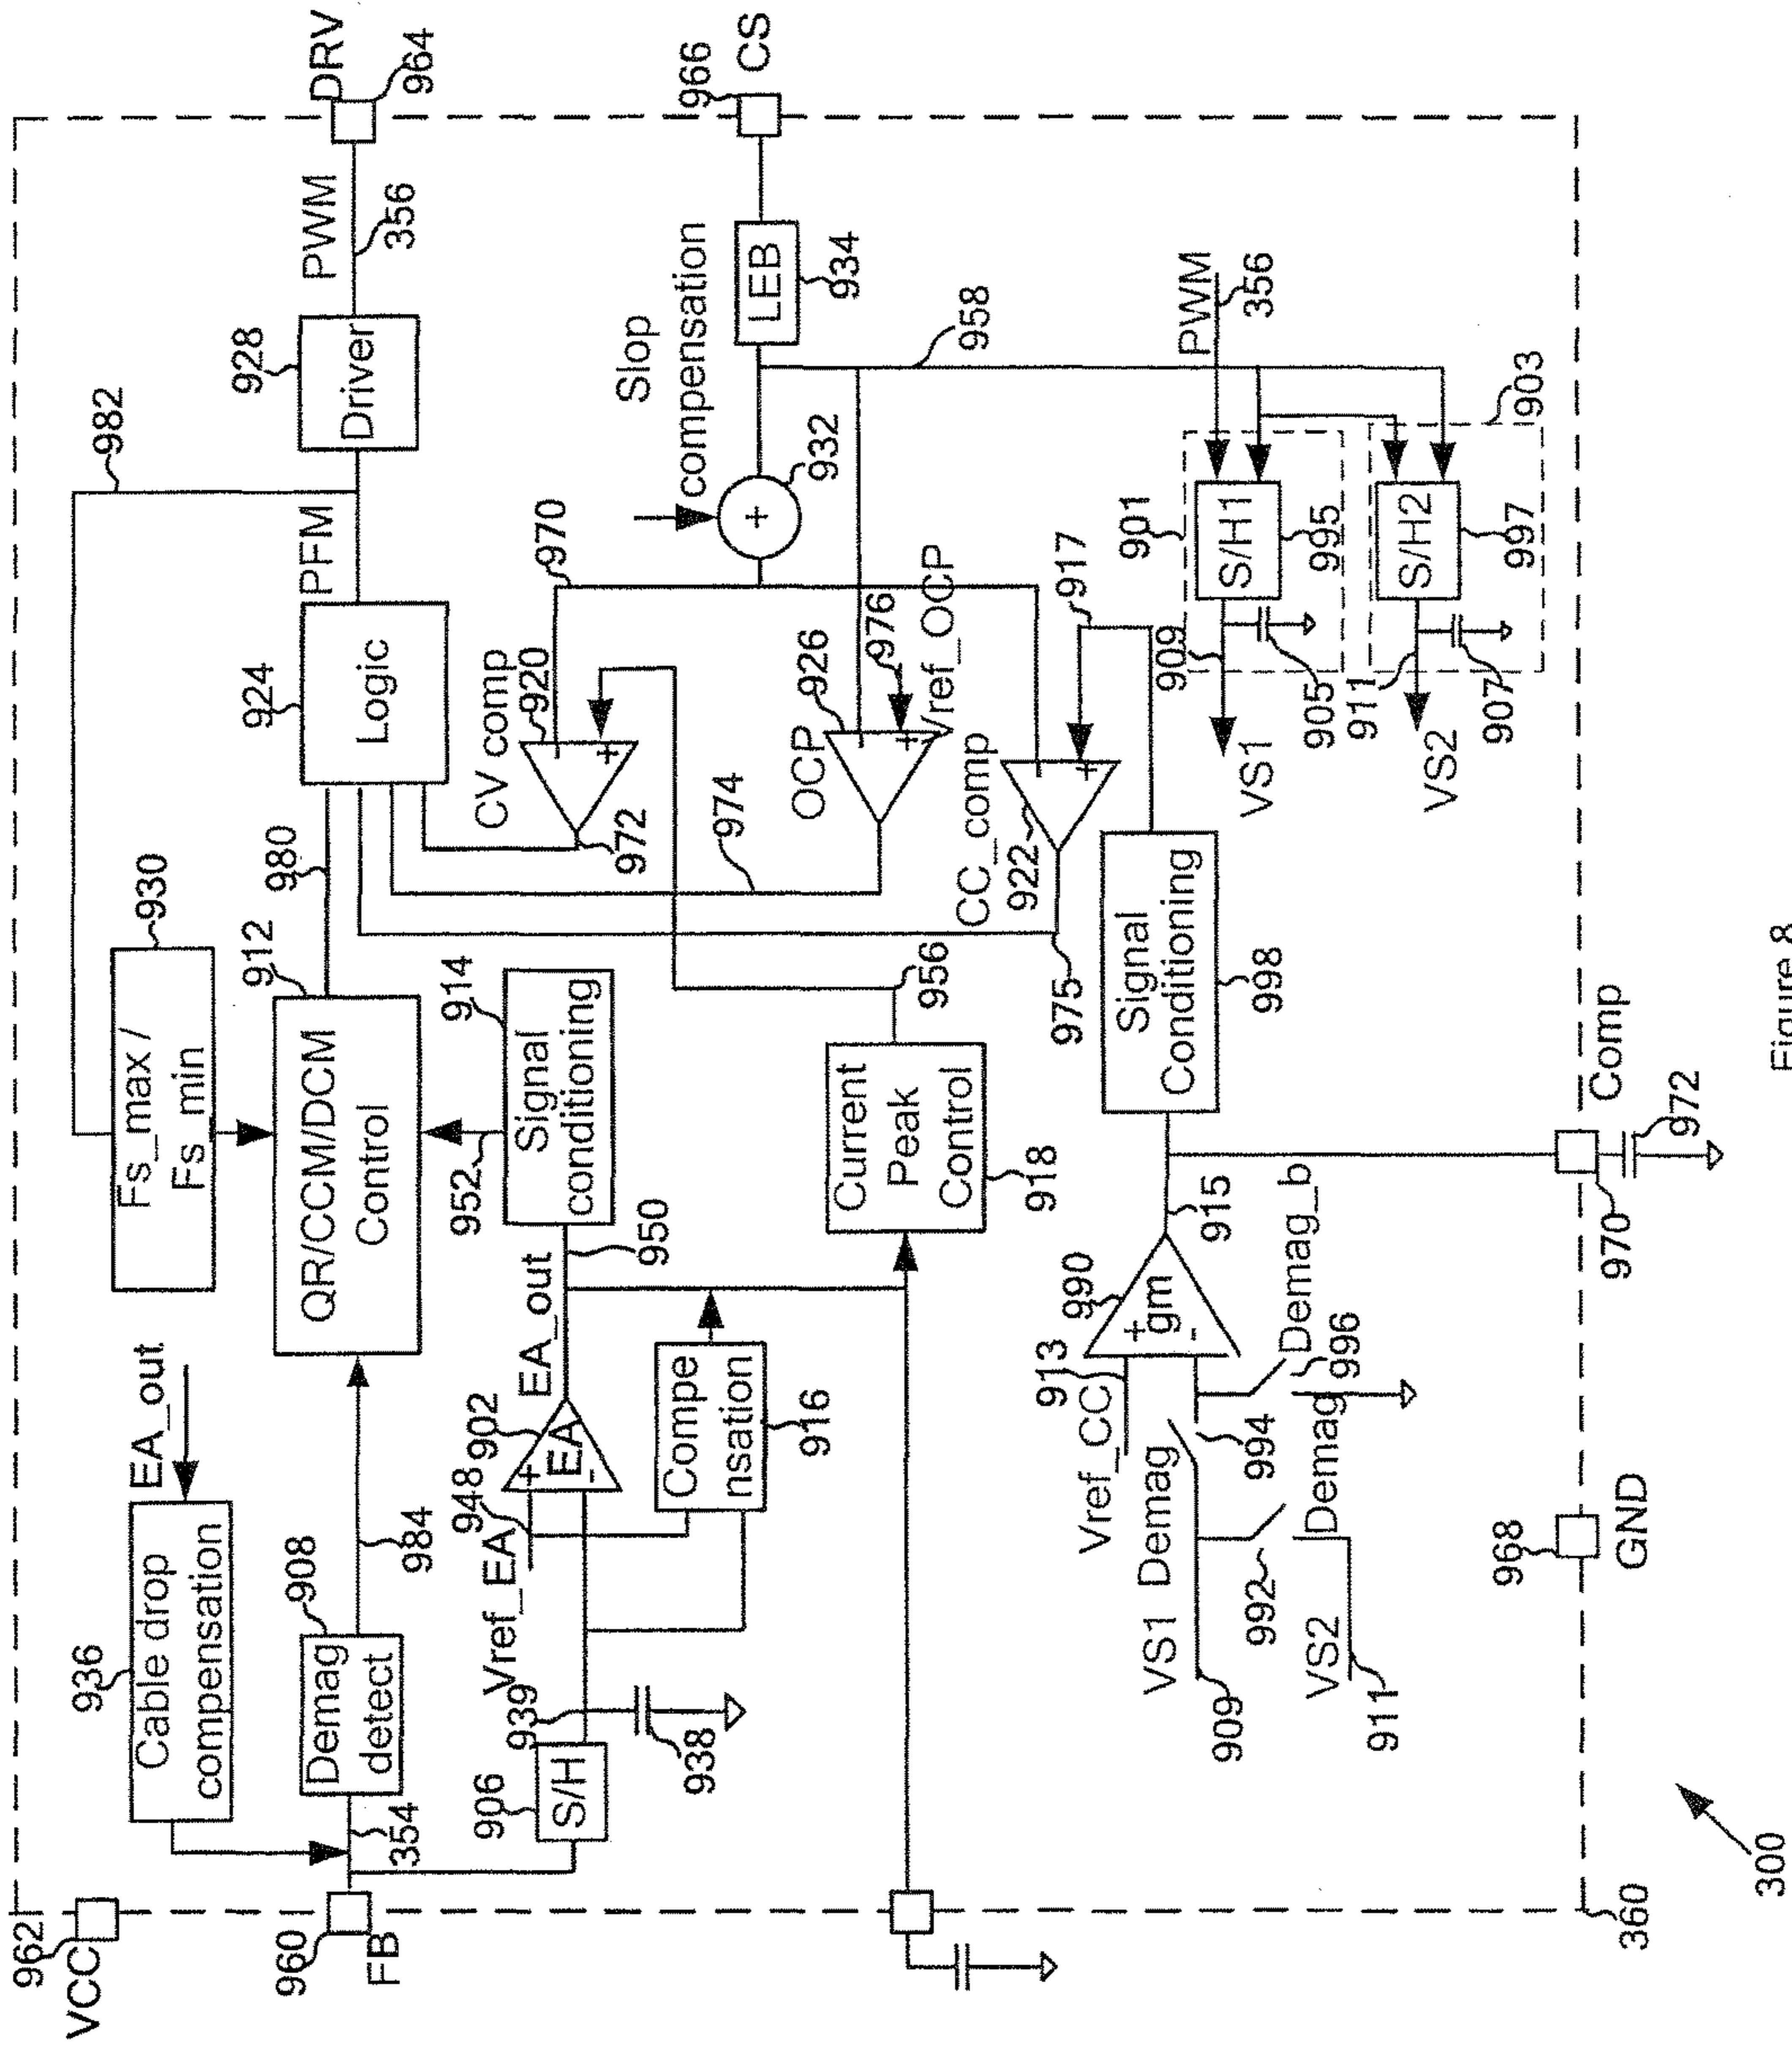 962
VCC
936
Cable drop
compensation
EA_out
930
Fs_max /
Fs_min
982
960
FB
354
908
Demag
detect
984
912
QR/CCM/DCM
Control
980
924
Logic
PFM
928
Driver
PWM
356
DRV
964
906
S/H
939
938
Vref_EA
948
902
+
EA
-
EA_out
950
952
914
Signal
conditioning
916
Compe
nsation
CV comp
920
+
972
970
Slop
compensation
+
932
LEB
934
966
CS
958
Current
Peak
Control
918
956
974
OCP
926
976
+
Vref_OCP
CC_comp
922
+
975
917
Vref_CC
913
990
+
gm
-
915
Signal
Conditioning
998
VS1 Demag
909
994
996
Demag_b
992
Demag
VS2
911
901
PWM
356
S/H1
995
909
VS1
905
903
S/H2
997
911
VS2
907
968
GND
970
Comp
972
360
300
Figure 8